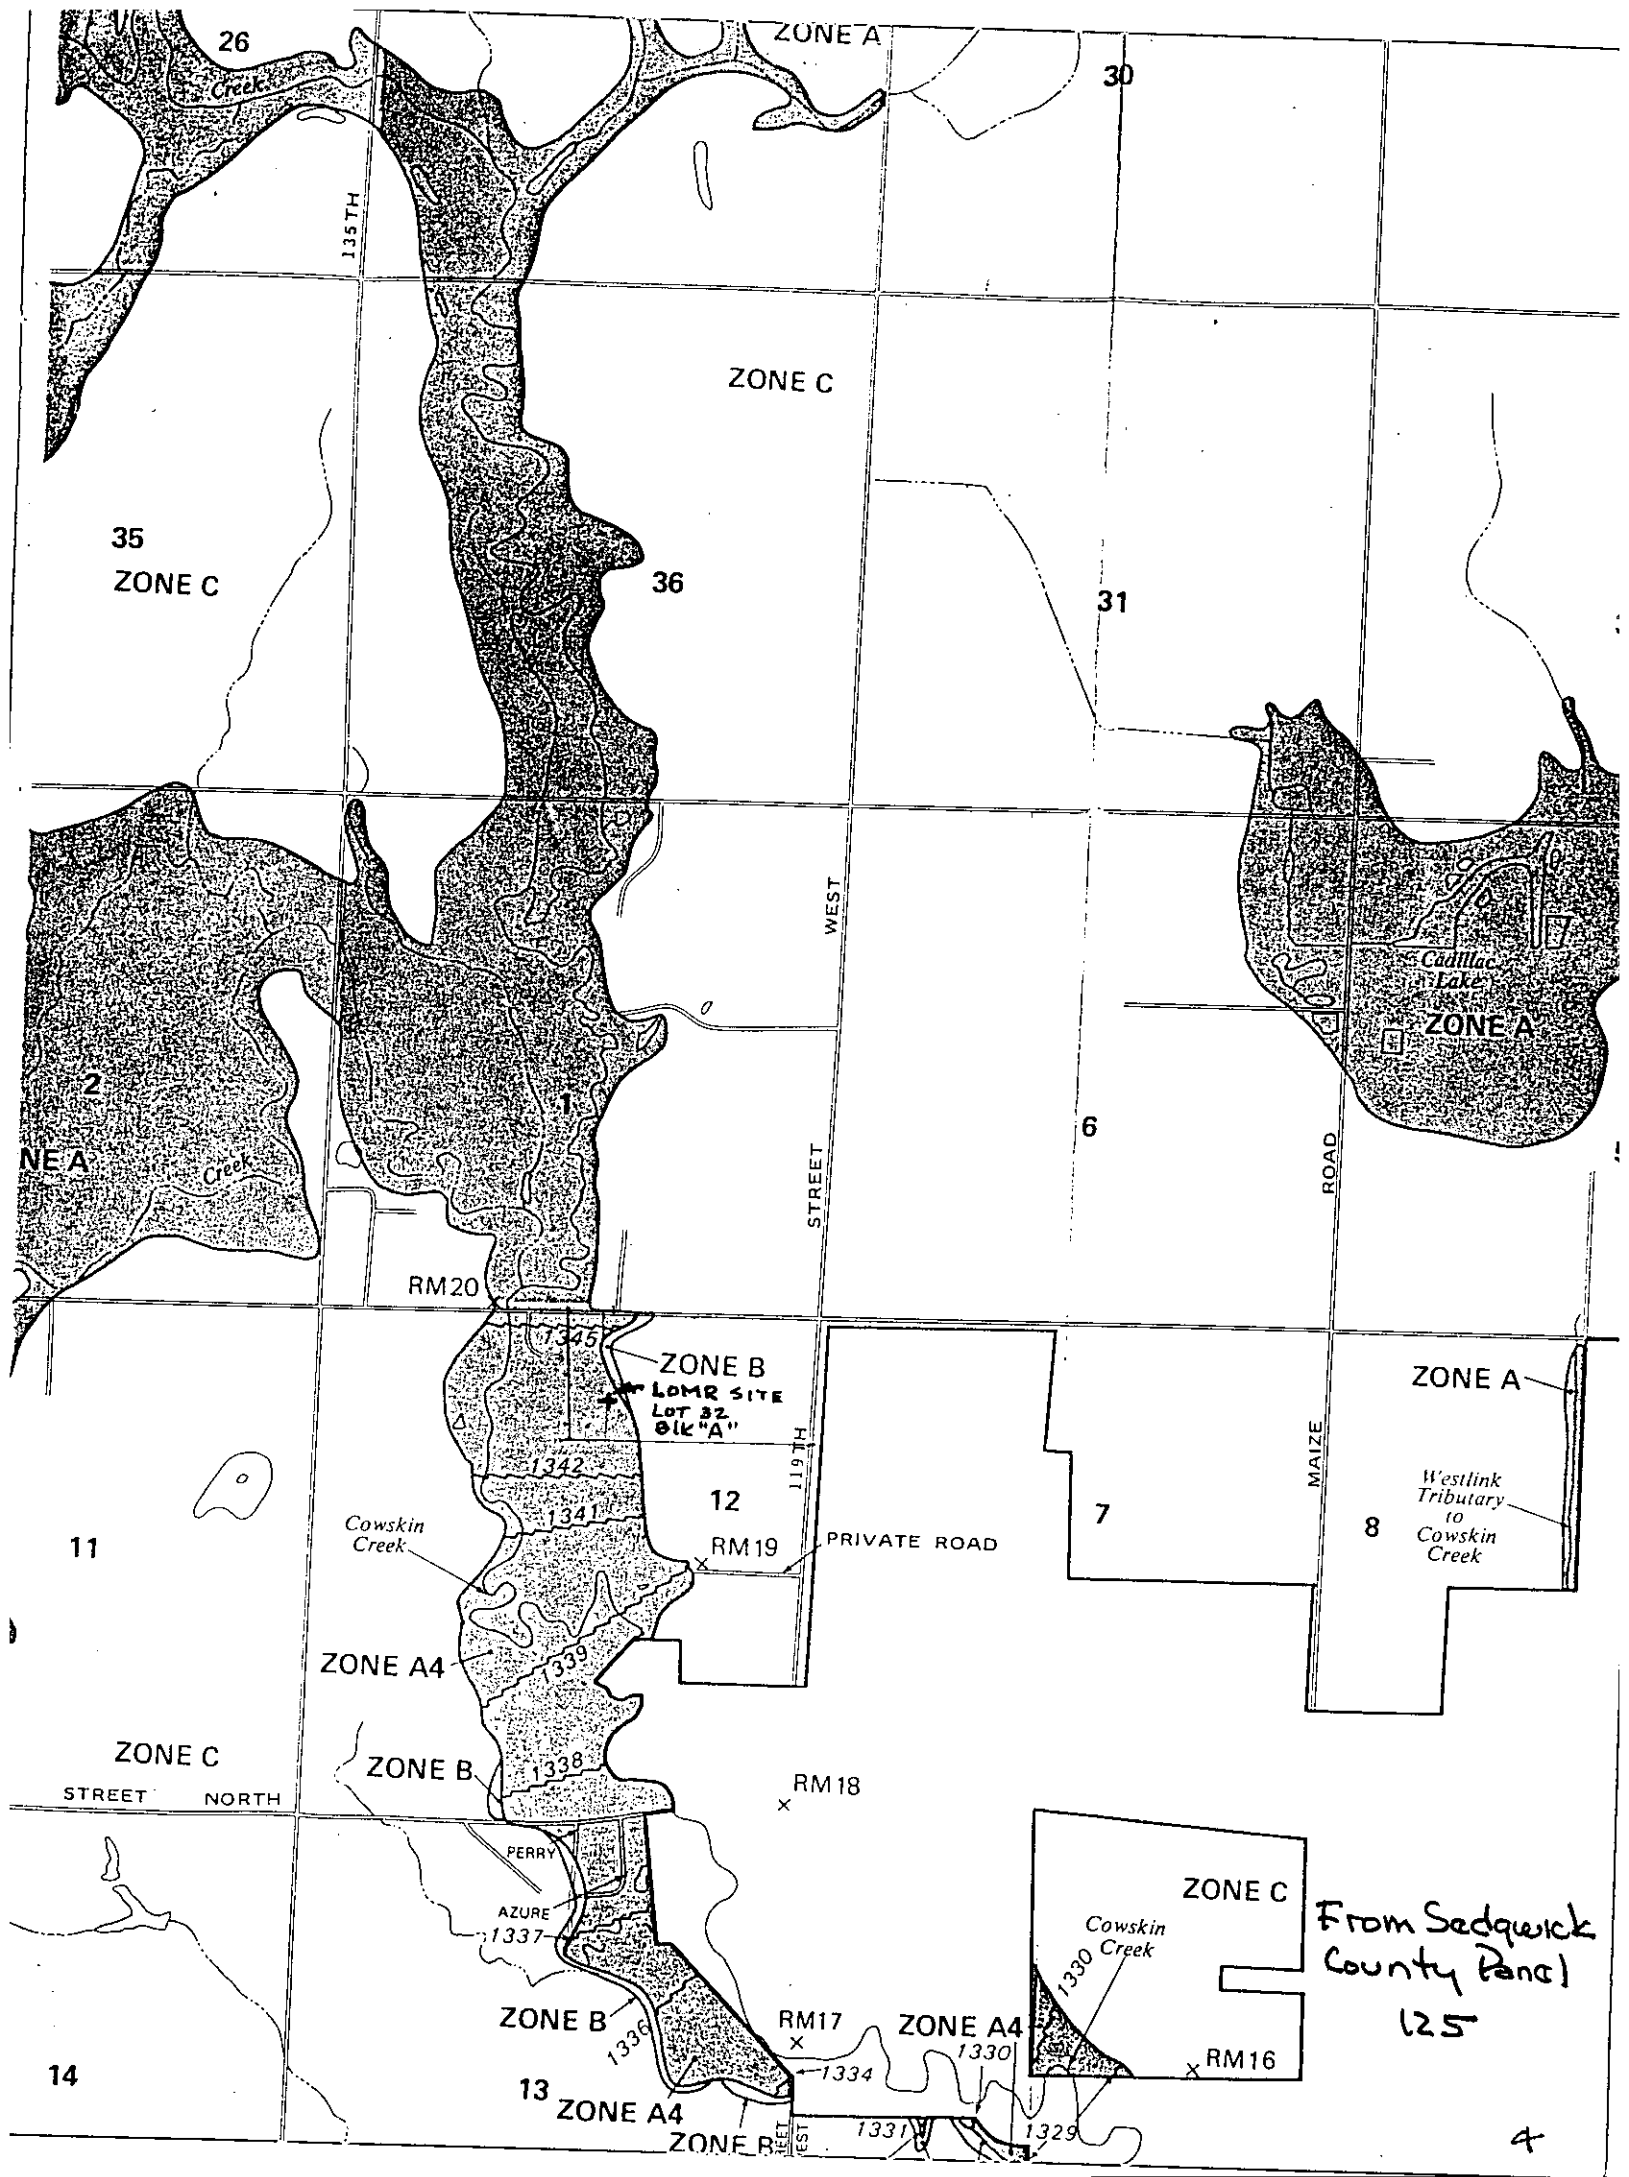 26
ZONE A
30
Creek
135TH
ZONE C
35
ZONE C
36
31
WEST
Cadillac
Lake
ZONE A
2
1
6
NE A
Creek
STREET
ROAD
RM20
1345
ZONE B
LOMR SITE
LOT 32
Blk "A"
ZONE A
1342
119TH
MAIZE
Westlink
Tributary
to
Cowskin
Creek
12
1341
7
8
11
Cowskin
Creek
RM19
PRIVATE ROAD
ZONE A4
1339
ZONE C
ZONE B
1338
STREET NORTH
RM18
PERRY
ZONE C
AZURE
1337
Cowskin
Creek
1330
From Sedgwick
County Panel
125
ZONE B
1336
RM17
ZONE A4
1330
RM16
1334
14
13
ZONE A4
ZONE B
EET
EST
1331
1329
4